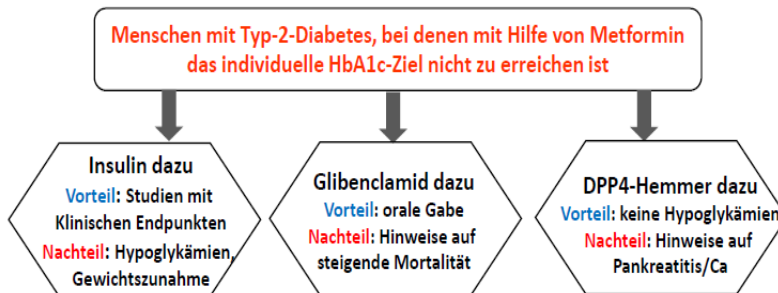 Menschen mit Typ-2-Diabetes, bei denen mit Hilfe von Metformin
das individuelle HbA1c-Ziel nicht zu erreichen ist
Insulin dazu
Vorteil: Studien mit
Klinischen Endpunkten
Nachteil: Hypoglykämien,
Gewichtszunahme
Glibenclamid dazu
Vorteil: orale Gabe
Nachteil: Hinweise auf
steigende Mortalität
DPP4-Hemmer dazu
Vorteil: keine Hypoglykämien
Nachteil: Hinweise auf
Pankreatitis/Ca